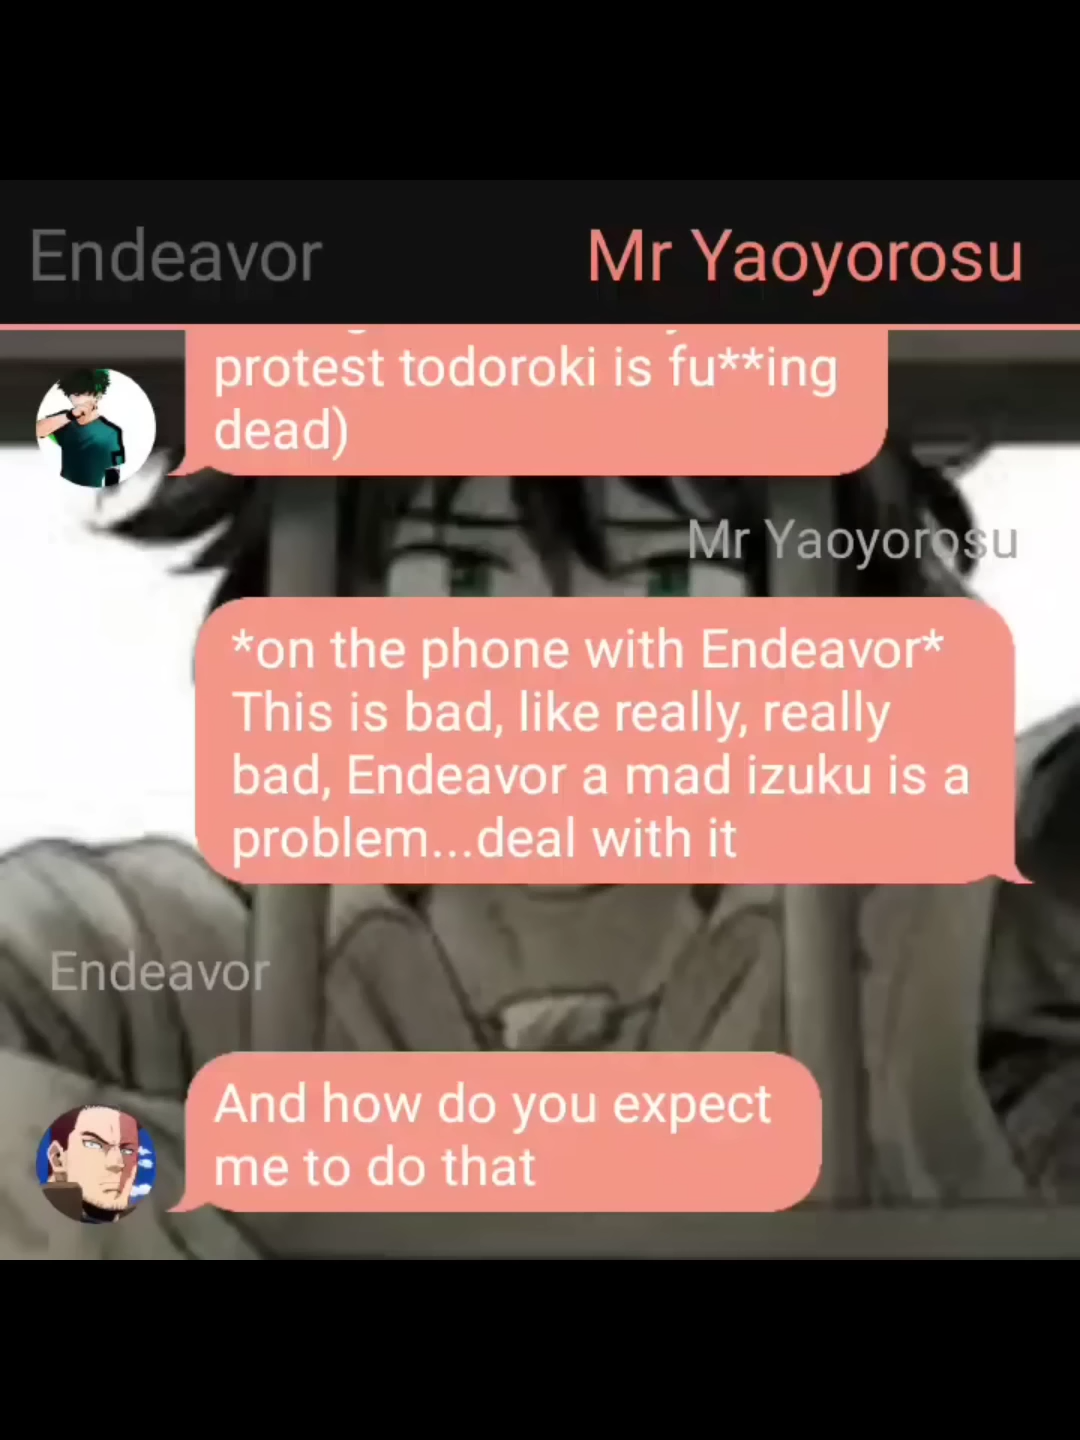 Endeavor
Mr Yaoyorosu
protest todoroki is fu**ing
dead)
Mr Yaoyorosu
*on the phone with Endeavor*
This is bad, like really, really
bad, Endeavor a mad izuku is a
problem...deal with it
Endeavor
And how do you expect
me to do that